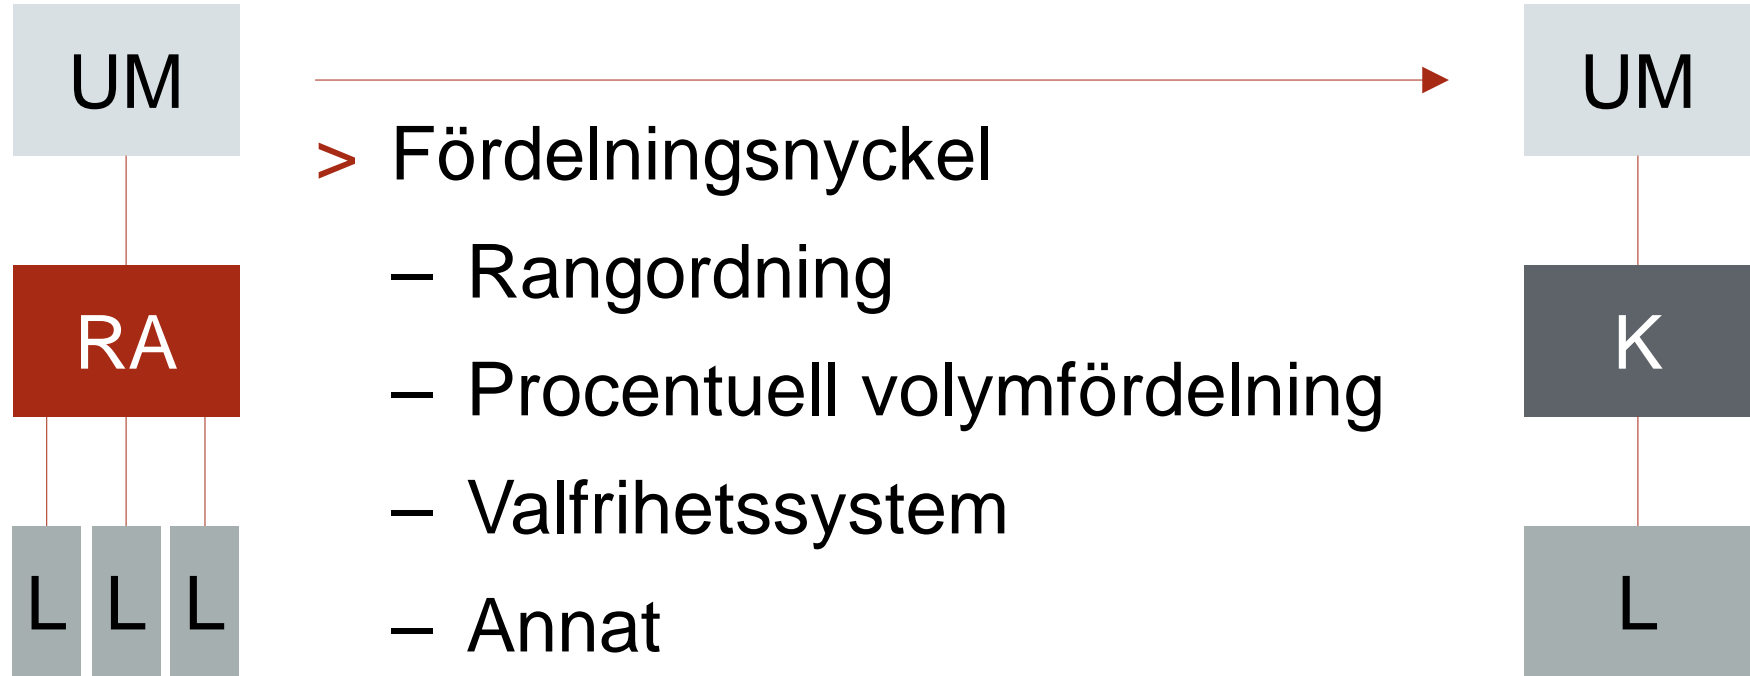 UM
RA
L L L
> Fördelningsnyckel
– Rangordning
– Procentuell volymfördelning
– Valfrihetssystem
– Annat
UM
K
L